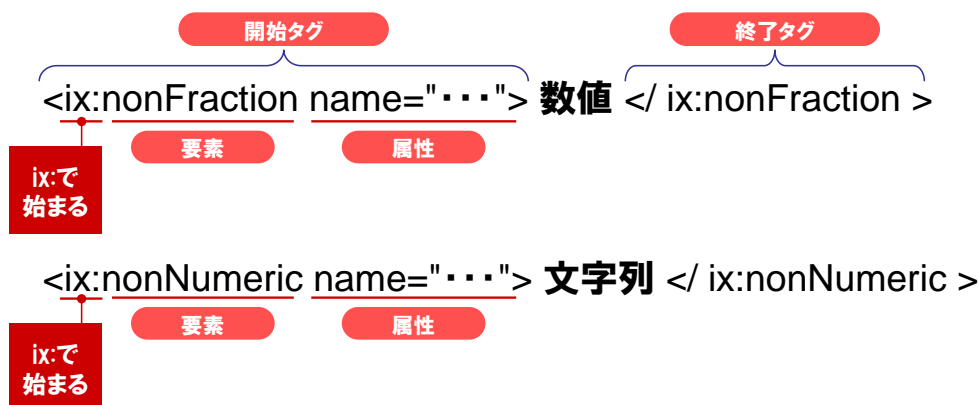 開始タグ 終了タグ
<ix:nonFraction name="･･･"> 数値 </ ix:nonFraction >
要素 属性
ix:で
始まる
<ix:nonNumeric name="･･･"> 文字列 </ ix:nonNumeric >
要素 属性
ix:で
始まる